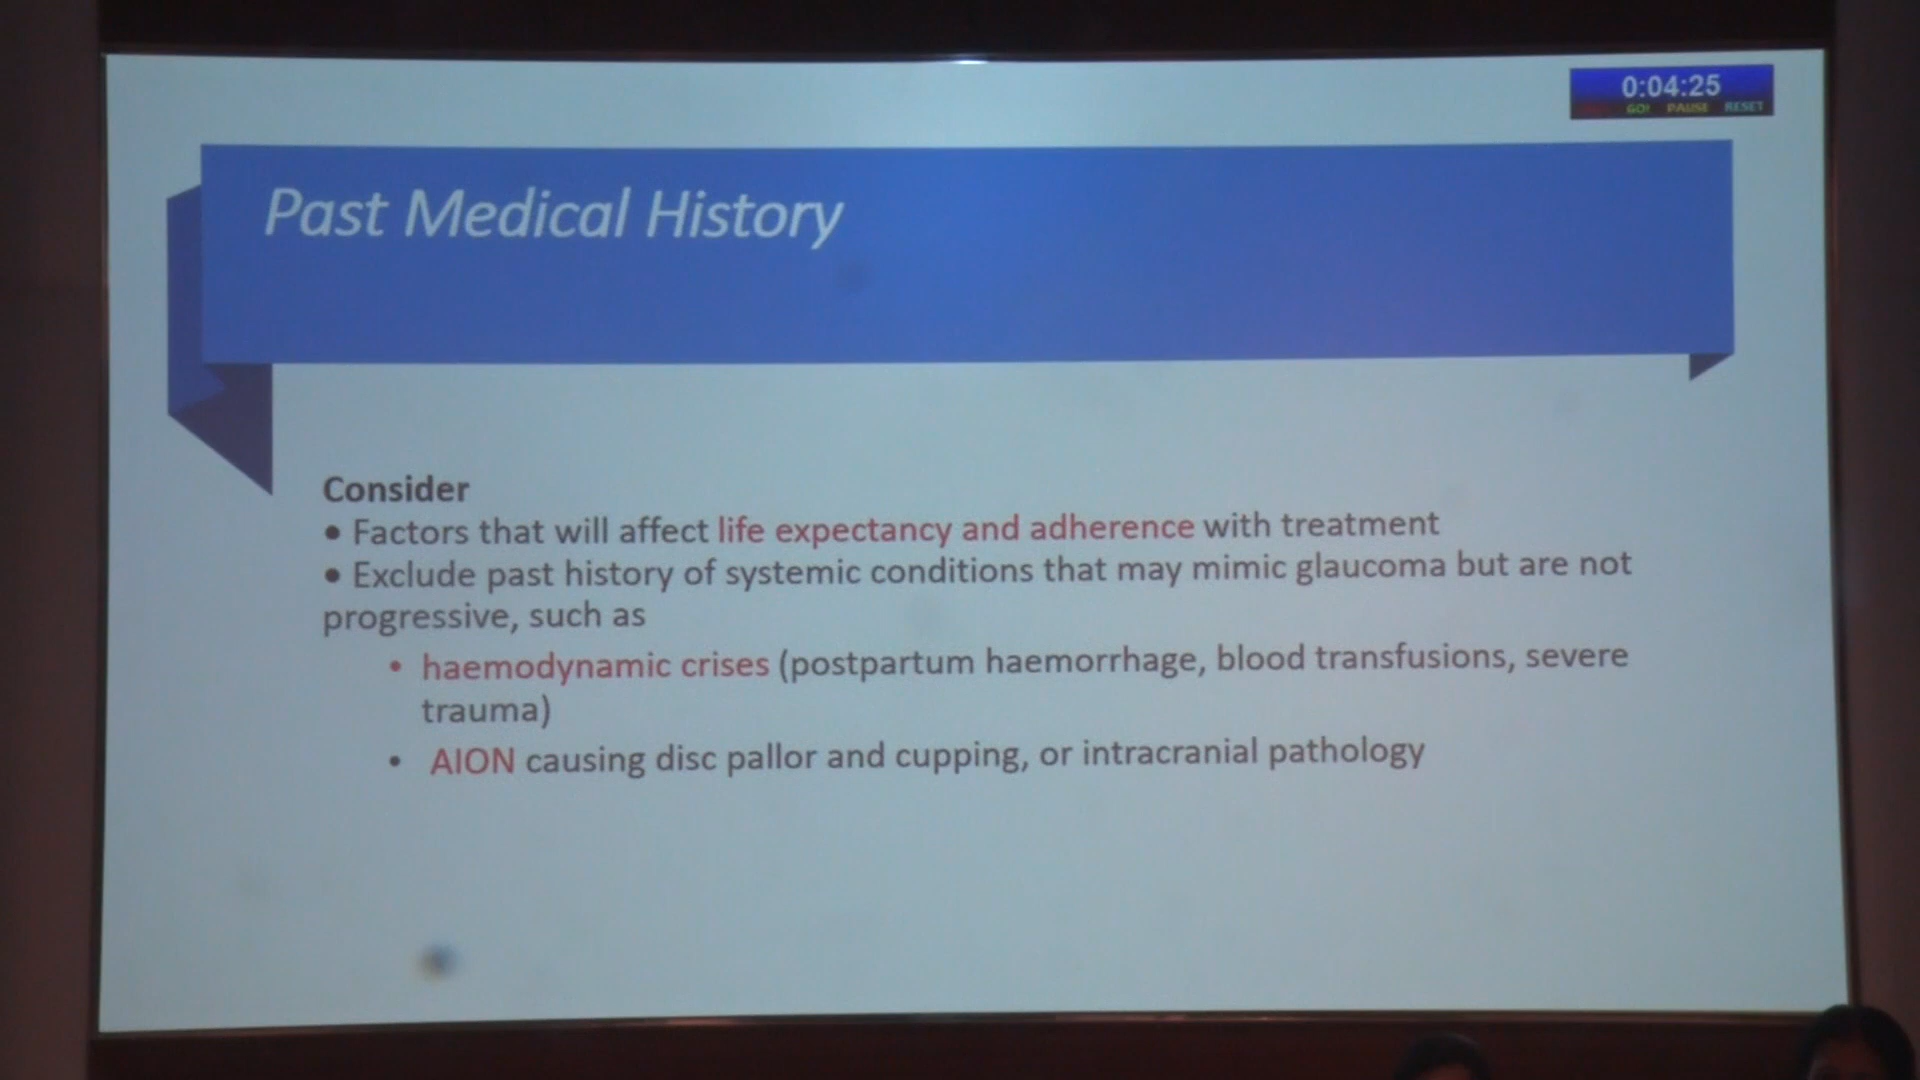 0:04:25
GO! PAUSE RESET
Past Medical History
Consider
• Factors that will affect life expectancy and adherence with treatment
• Exclude past history of systemic conditions that may mimic glaucoma but are not
progressive, such as
• haemodynamic crises (postpartum haemorrhage, blood transfusions, severe
trauma)
• AION causing disc pallor and cupping, or intracranial pathology